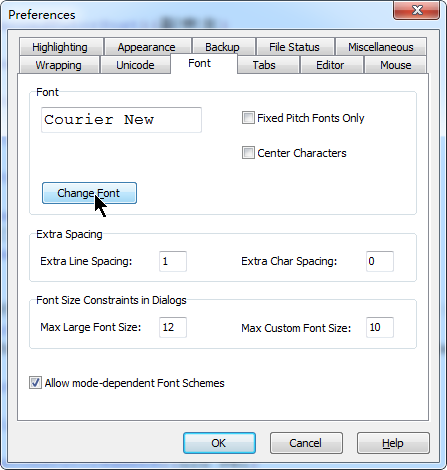 Preferences
Highlighting Appearance Backup File Status Miscellaneous
Wrapping Unicode Font Tabs Editor Mouse
Font
Courier New
Fixed Pitch Fonts Only
Center Characters
Change Font
Extra Spacing
Extra Line Spacing: 1 Extra Char Spacing: 0
Font Size Constraints in Dialogs
Max Large Font Size: 12 Max Custom Font Size: 10
Allow mode-dependent Font Schemes
OK Cancel Help